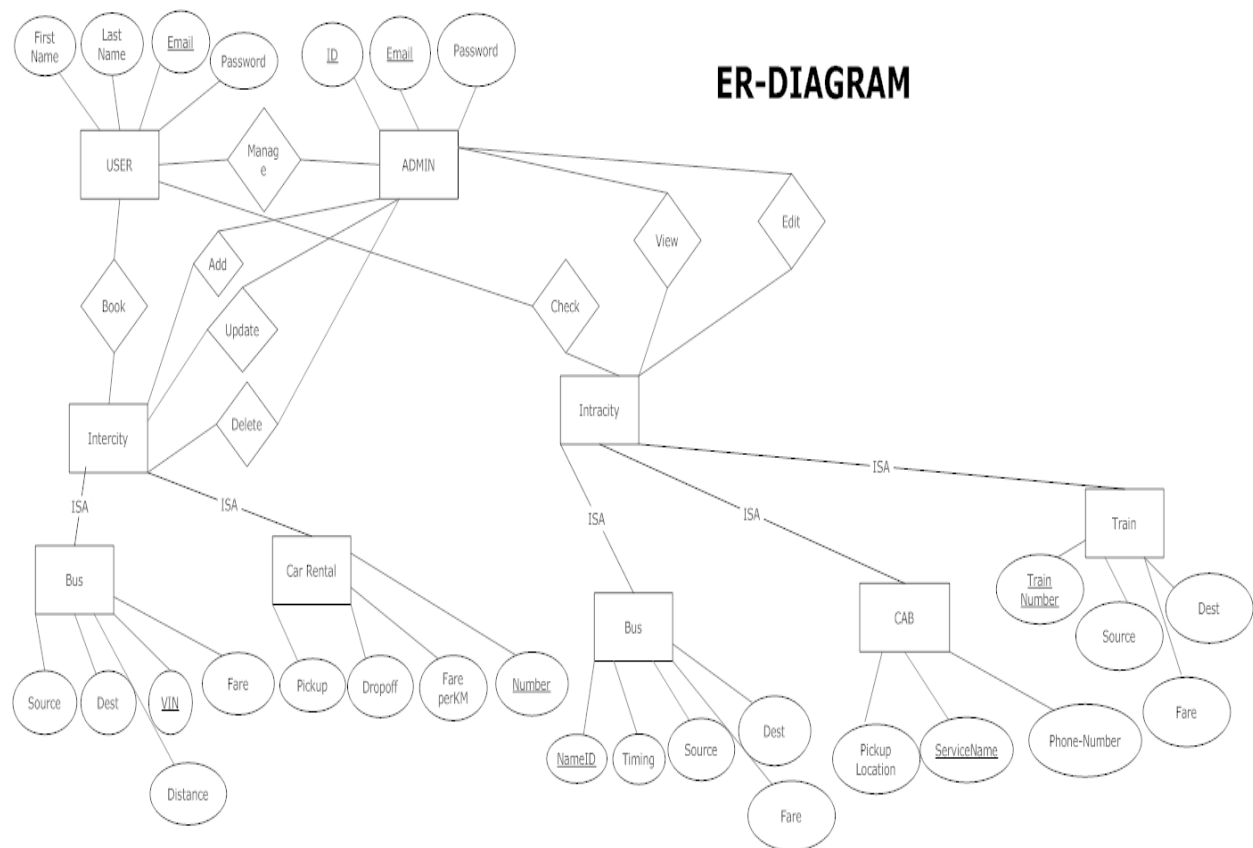 First
Name
Last
Name
Email
Password
ID
Email
Password
ER-DIAGRAM
USER
Manag
e
ADMIN
Add
View
Edit
Book
Update
Check
Delete
Intercity
Intracity
ISA
ISA
ISA
ISA
ISA
Bus
Car Rental
Train
Bus
CAB
Train
Number
Source
Dest
Fare
Source
Dest
VIN
Fare
Distance
Pickup
Dropoff
Fare
perKM
Number
NameID
Timing
Source
Dest
Fare
Pickup
Location
ServiceName
Phone-Number